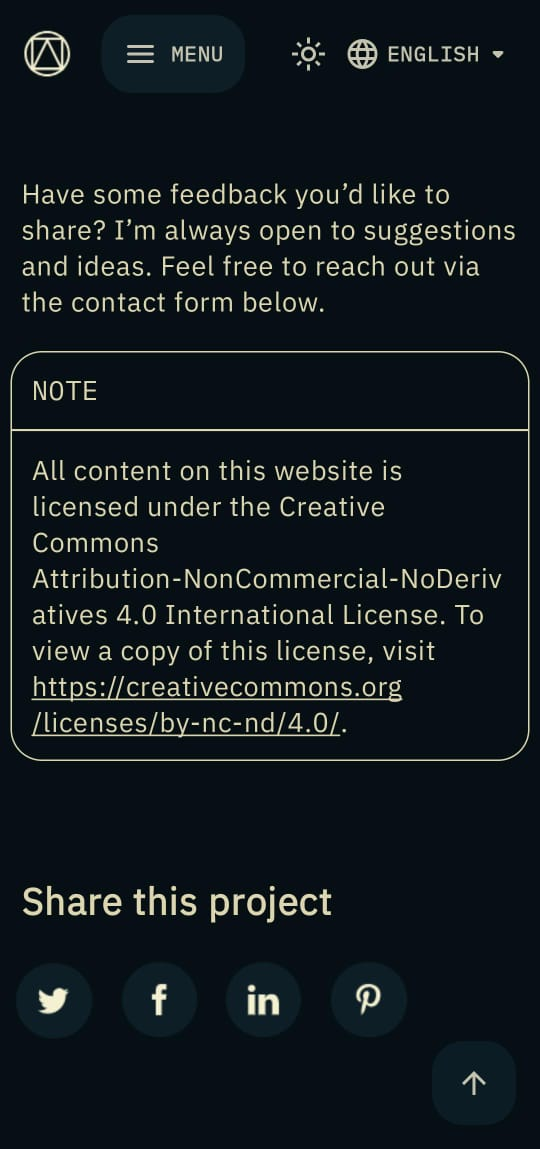 MENU
ENGLISH
Have some feedback you’d like to
share? I’m always open to suggestions
and ideas. Feel free to reach out via
the contact form below.
NOTE
All content on this website is
licensed under the Creative
Commons
Attribution-NonCommercial-NoDeriv
atives 4.0 International License. To
view a copy of this license, visit
https://creativecommons.org
/licenses/by-nc-nd/4.0/.
Share this project